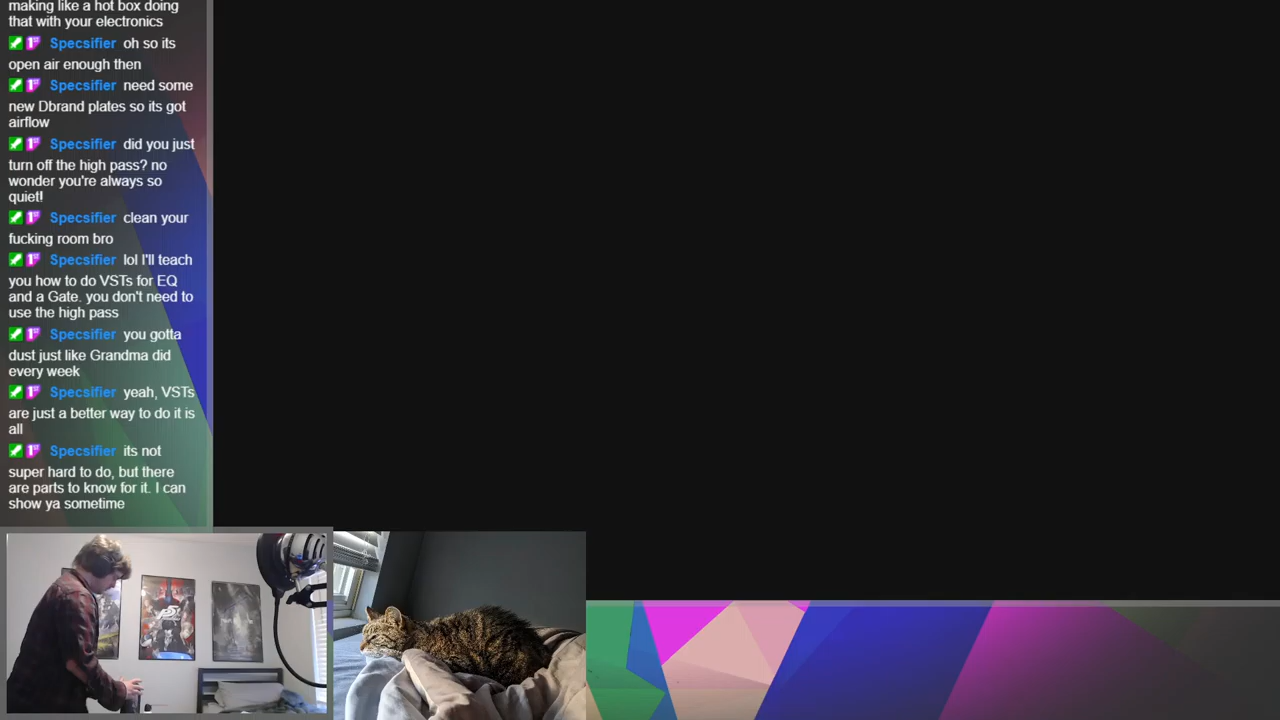 making like a hot box doing
that with your electronics
Specsifier oh so its
open air enough then
Specsifier need some
new Dbrand plates so its got
airflow
Specsifier did you just
turn off the high pass? no
wonder you're always so
quiet!
Specsifier clean your
fucking room bro
Specsifier lol I'll teach
you how to do VSTs for EQ
and a Gate. you don't need to
use the high pass
Specsifier you gotta
dust just like Grandma did
every week
Specsifier yeah, VSTs
are just a better way to do it is
all
Specsifier its not
super hard to do, but there
are parts to know for it. I can
show ya sometime